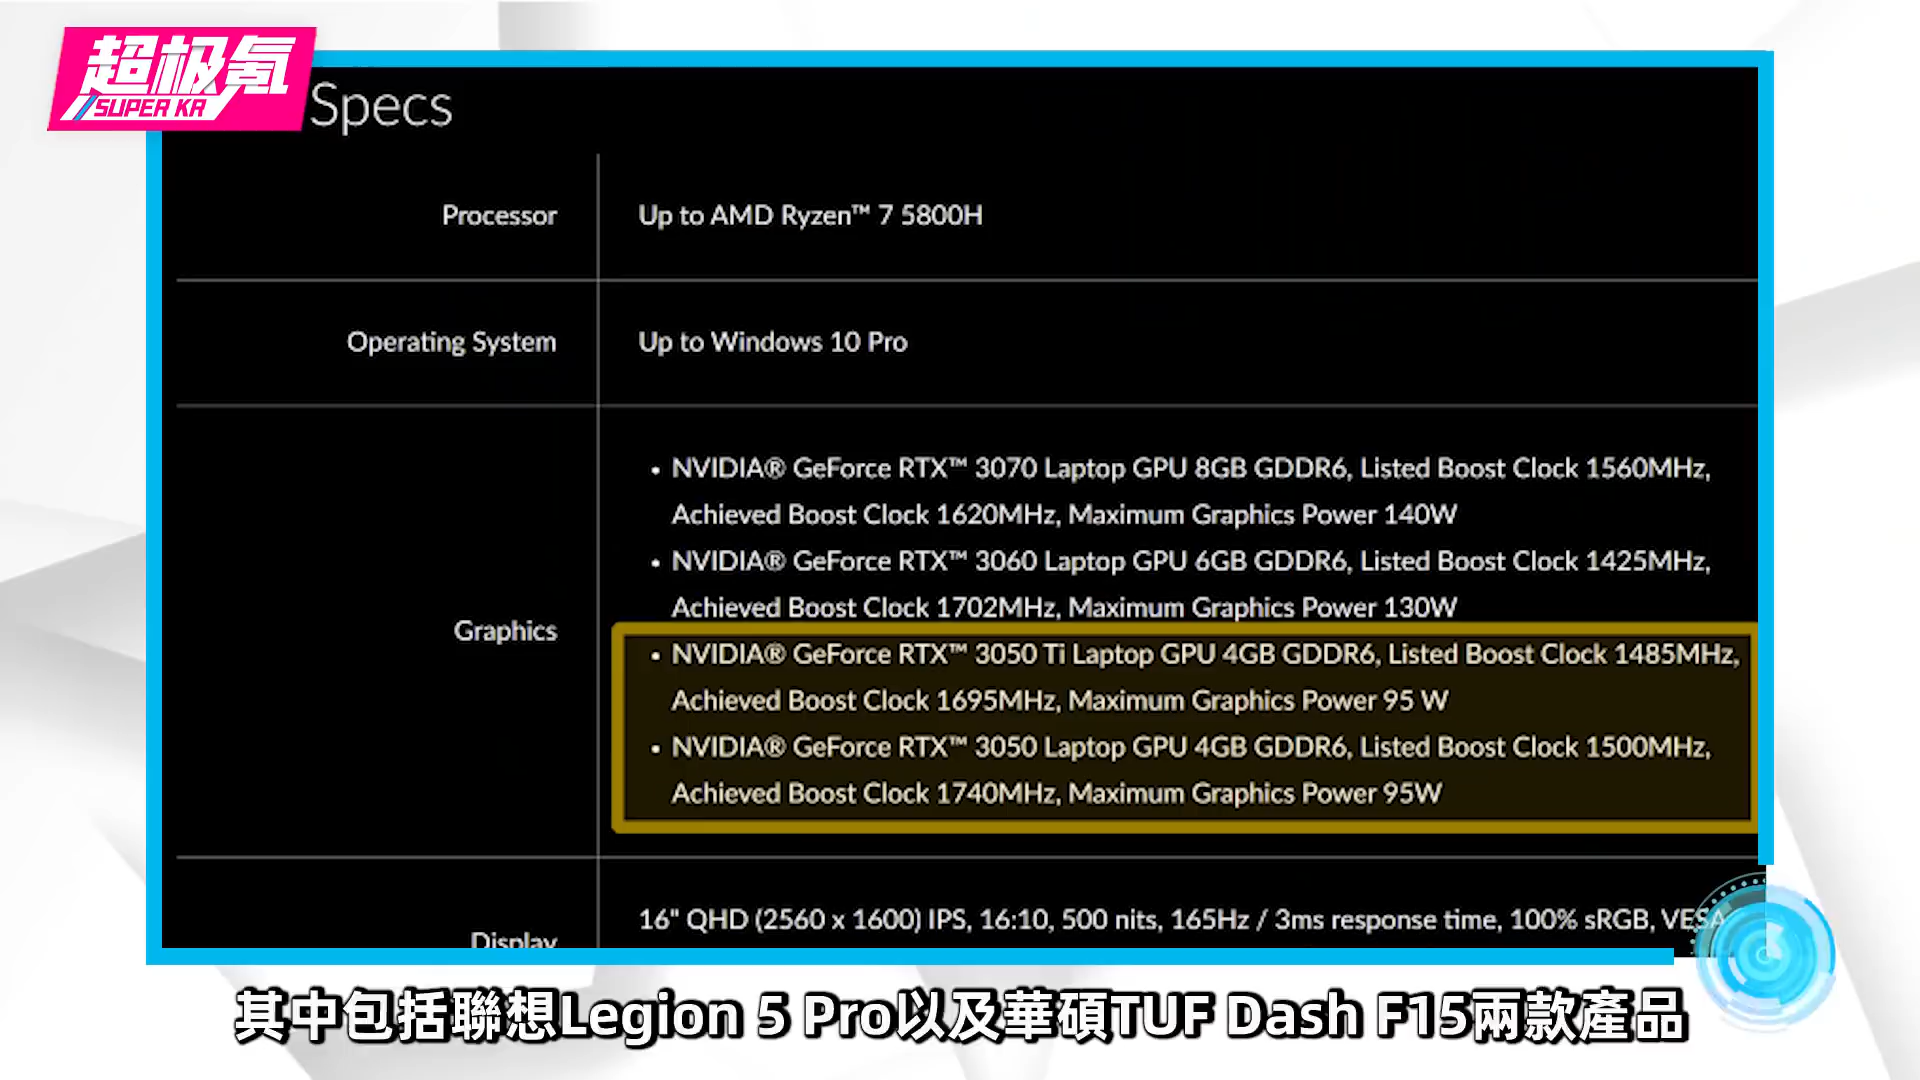 超极氪
SUPER KR
Specs
Processor
Up to AMD Ryzen™ 7 5800H
Operating System
Up to Windows 10 Pro
Graphics
• NVIDIA® GeForce RTX™ 3070 Laptop GPU 8GB GDDR6, Listed Boost Clock 1560MHz,
Achieved Boost Clock 1620MHz, Maximum Graphics Power 140W
• NVIDIA® GeForce RTX™ 3060 Laptop GPU 6GB GDDR6, Listed Boost Clock 1425MHz,
Achieved Boost Clock 1702MHz, Maximum Graphics Power 130W
• NVIDIA® GeForce RTX™ 3050 Ti Laptop GPU 4GB GDDR6, Listed Boost Clock 1485MHz,
Achieved Boost Clock 1695MHz, Maximum Graphics Power 95 W
• NVIDIA® GeForce RTX™ 3050 Laptop GPU 4GB GDDR6, Listed Boost Clock 1500MHz,
Achieved Boost Clock 1740MHz, Maximum Graphics Power 95W
Display
16" QHD (2560 x 1600) IPS, 16:10, 500 nits, 165Hz / 3ms response time, 100% sRGB, VESA
其中包括聯想Legion 5 Pro以及華碩TUF Dash F15兩款產品